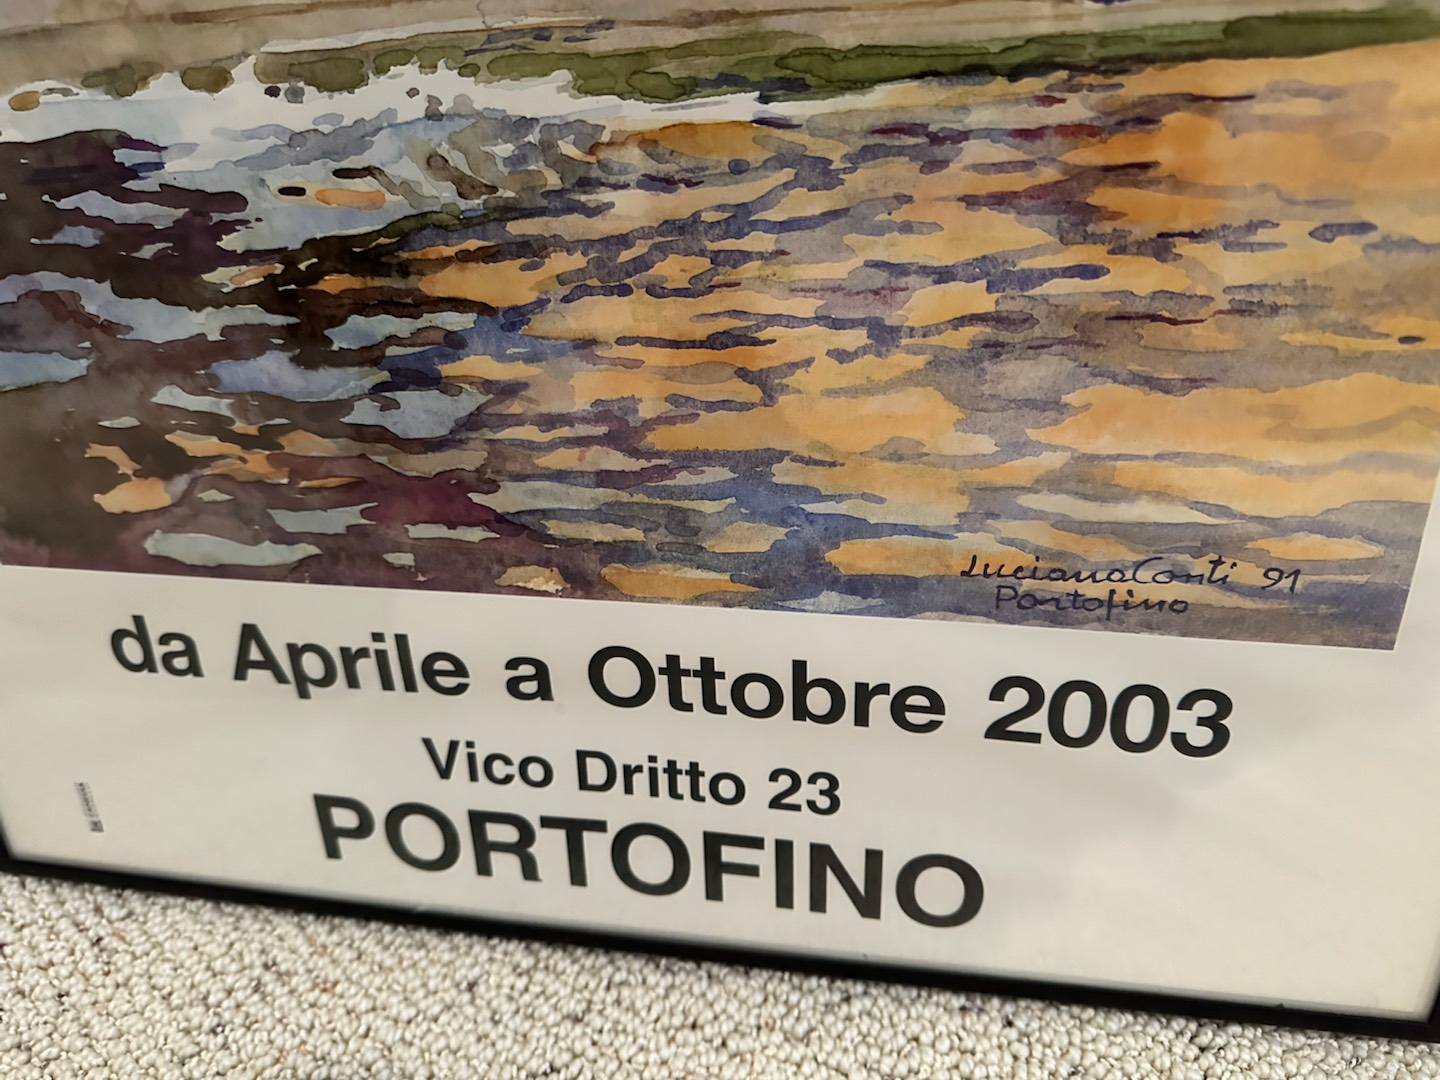 Luciano Conti 91
Portofino
da Aprile a Ottobre 2003
Vico Dritto 23
PORTOFINO